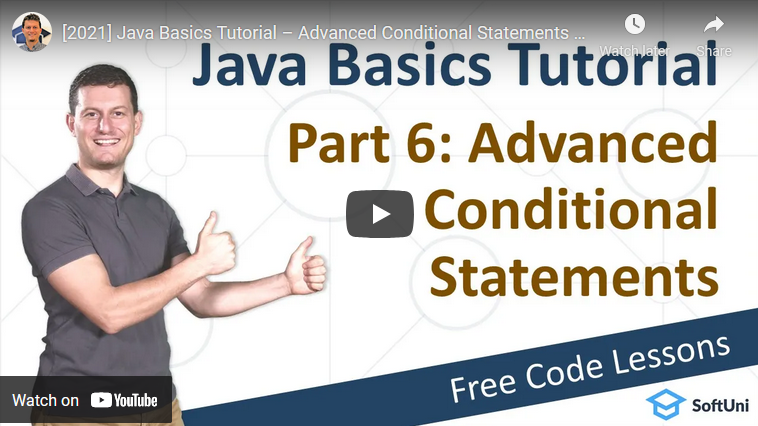 [2021] Java Basics Tutorial – Advanced Conditional Statements ...
Watch later
Share
Java Basics Tutorial
Part 6: Advanced
Conditional
Statements
Free Code Lessons
Watch on YouTube
SoftUni